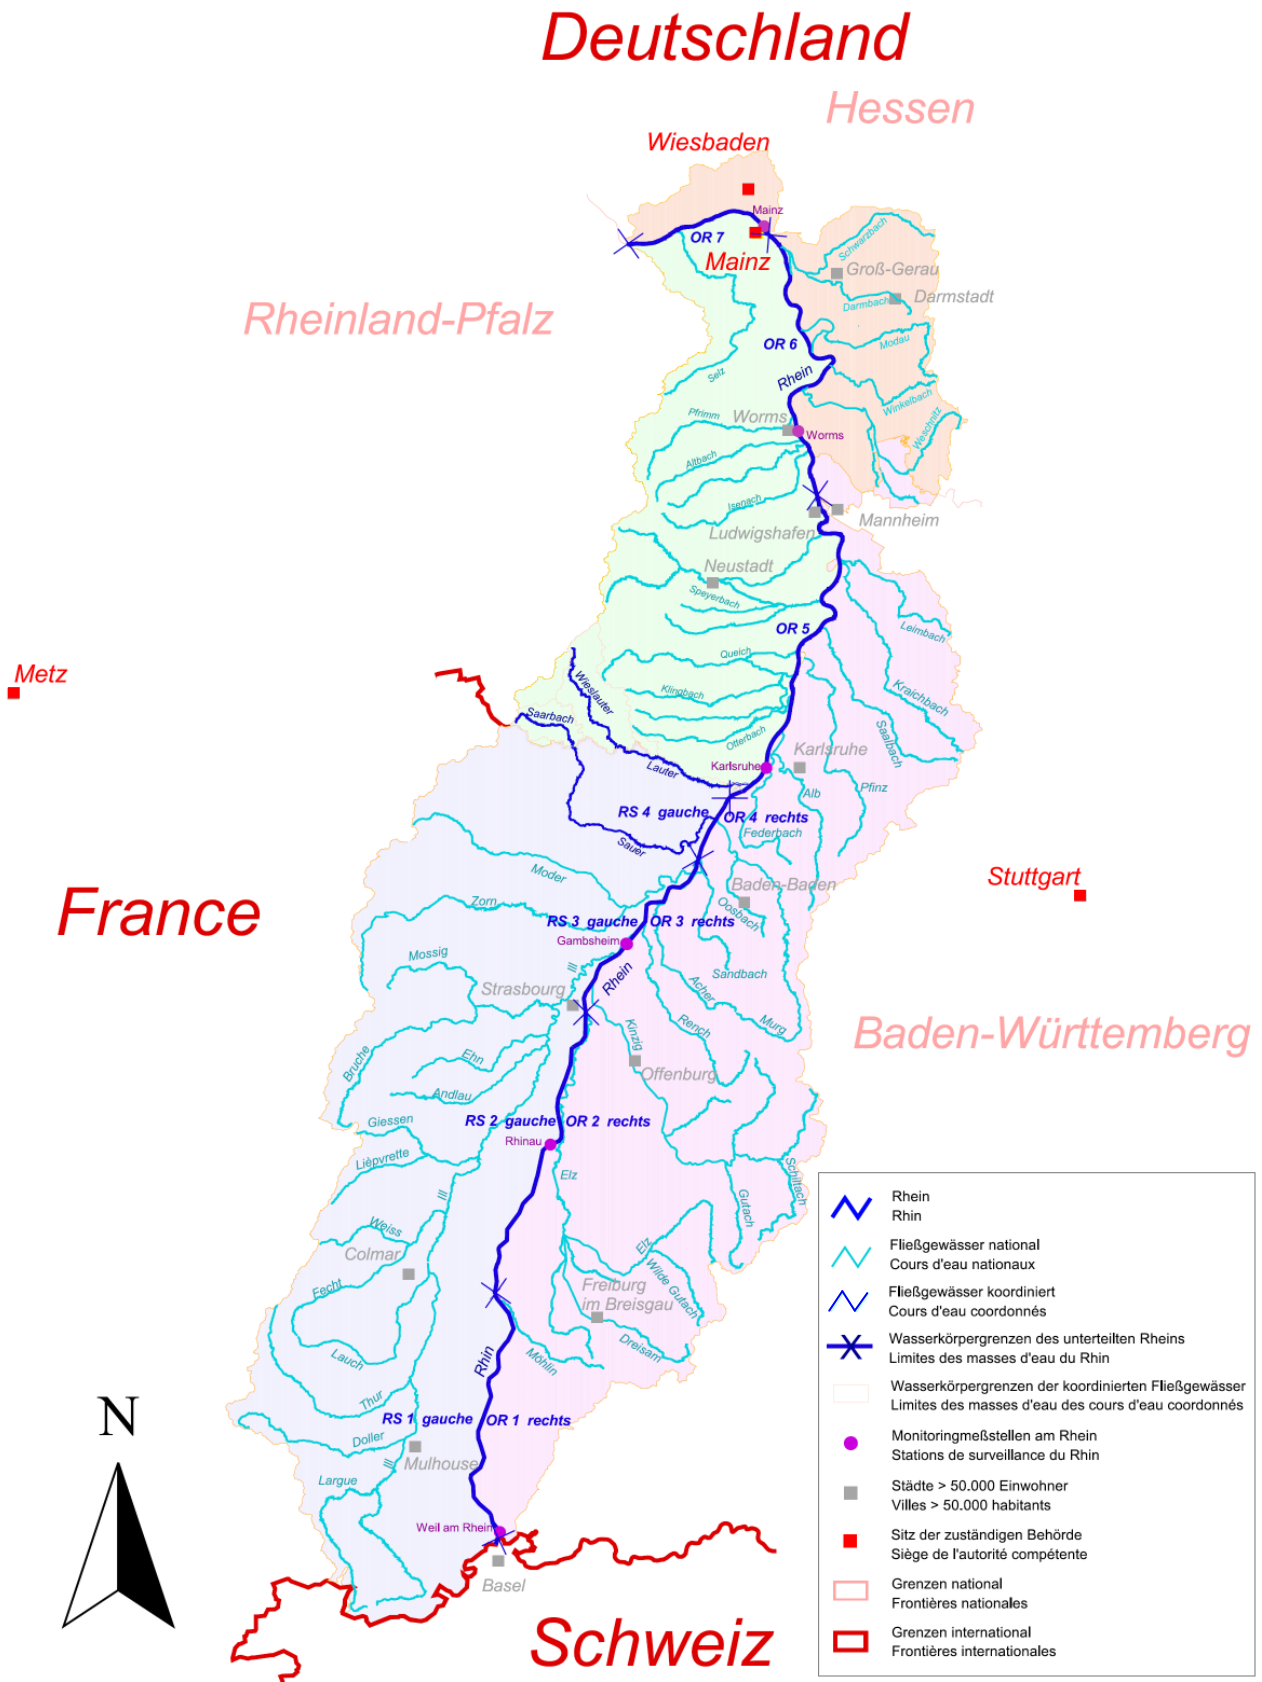 Deutschland
Hessen
Wiesbaden
Mainz
OR 7
Mainz
Schwarzbach
Groß-Gerau
Darmbach
Darmstadt
Rheinland-Pfalz
OR 6
Modau
Selz
Rhein
Winkelbach
Pfrimm
Worms
Worms
Weschnitz
Altbach
Isenach
Ludwigshafen
Mannheim
Neustadt
Speyerbach
OR 5
Leimbach
Queich
Metz
Wieslauter
Klingbach
Kraichbach
Saarbach
Saalbach
Otterbach
Karlsruhe
Karlsruhe
Lauter
Alb
Pfinz
RS 4 gauche
OR 4 rechts
Federbach
Sauer
Moder
Stuttgart
Baden-Baden
France
Zorn
Oosbach
RS 3 gauche
OR 3 rechts
Gambsheim
Mossig
Ill
Rhein
Sandbach
Acher
Strasbourg
Rench
Murg
Kinzig
Baden-Württemberg
Bruche
Ehn
Offenburg
Andlau
Giessen
RS 2 gauche
OR 2 rechts
Rhinau
Lièpvrette
Elz
Schiltach
Ill
Gutach
Weiss
Colmar
Elz
Wilde Gutach
Fecht
Freiburg
im Breisgau
Dreisam
Lauch
Rhin
Möhlin
Thur
RS 1 gauche
OR 1 rechts
Doller
Ill
Mulhouse
Largue
Weil am Rhein
Basel
Schweiz
N
Rhein
Rhin
Fließgewässer national
Cours d'eau nationaux
Fließgewässer koordiniert
Cours d'eau coordonnés
Wasserkörpergrenzen des unterteilten Rheins
Limites des masses d'eau du Rhin
Wasserkörpergrenzen der koordinierten Fließgewässer
Limites des masses d'eau des cours d'eau coordonnés
Monitoringmeßstellen am Rhein
Stations de surveillance du Rhin
Städte > 50.000 Einwohner
Villes > 50.000 habitants
Sitz der zuständigen Behörde
Siège de l'autorité compétente
Grenzen national
Frontières nationales
Grenzen international
Frontières internationales